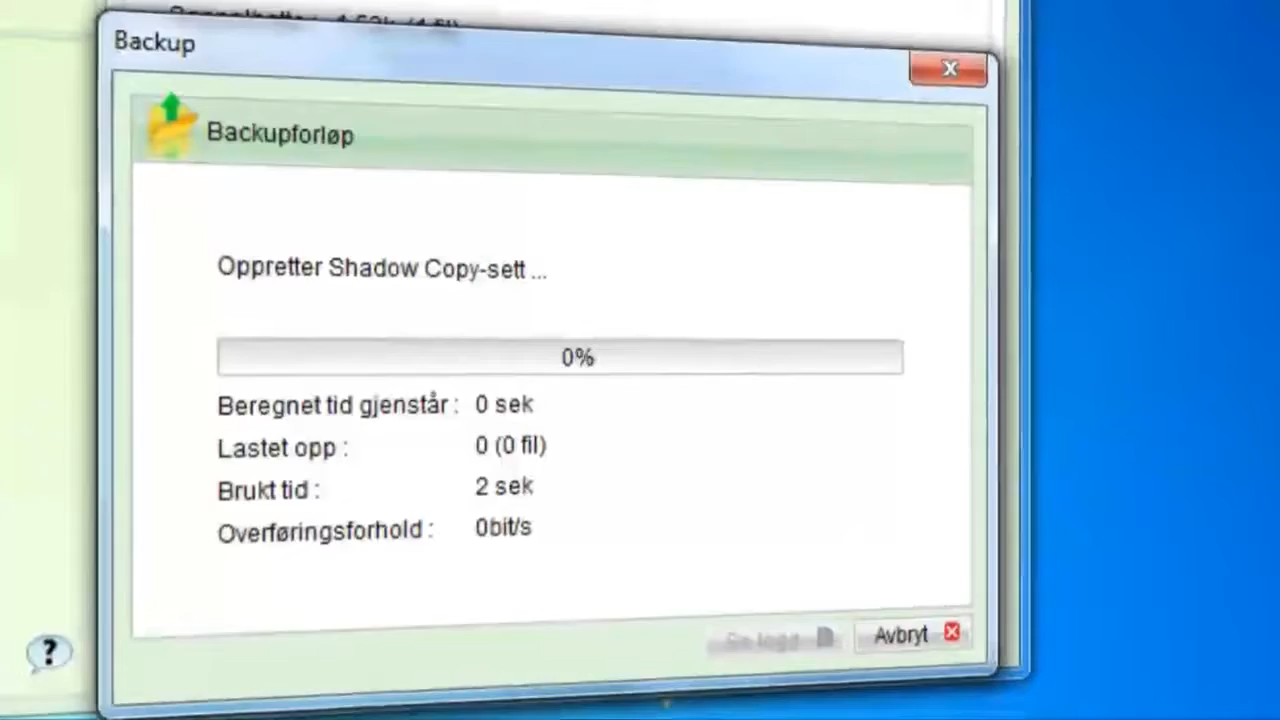 Backup
Backupforløp
Oppretter Shadow Copy-sett ...
0%
Beregnet tid gjenstår : 0 sek
Lastet opp : 0 (0 fil)
Brukt tid : 2 sek
Overføringsforhold : 0bit/s
Avbryt
?